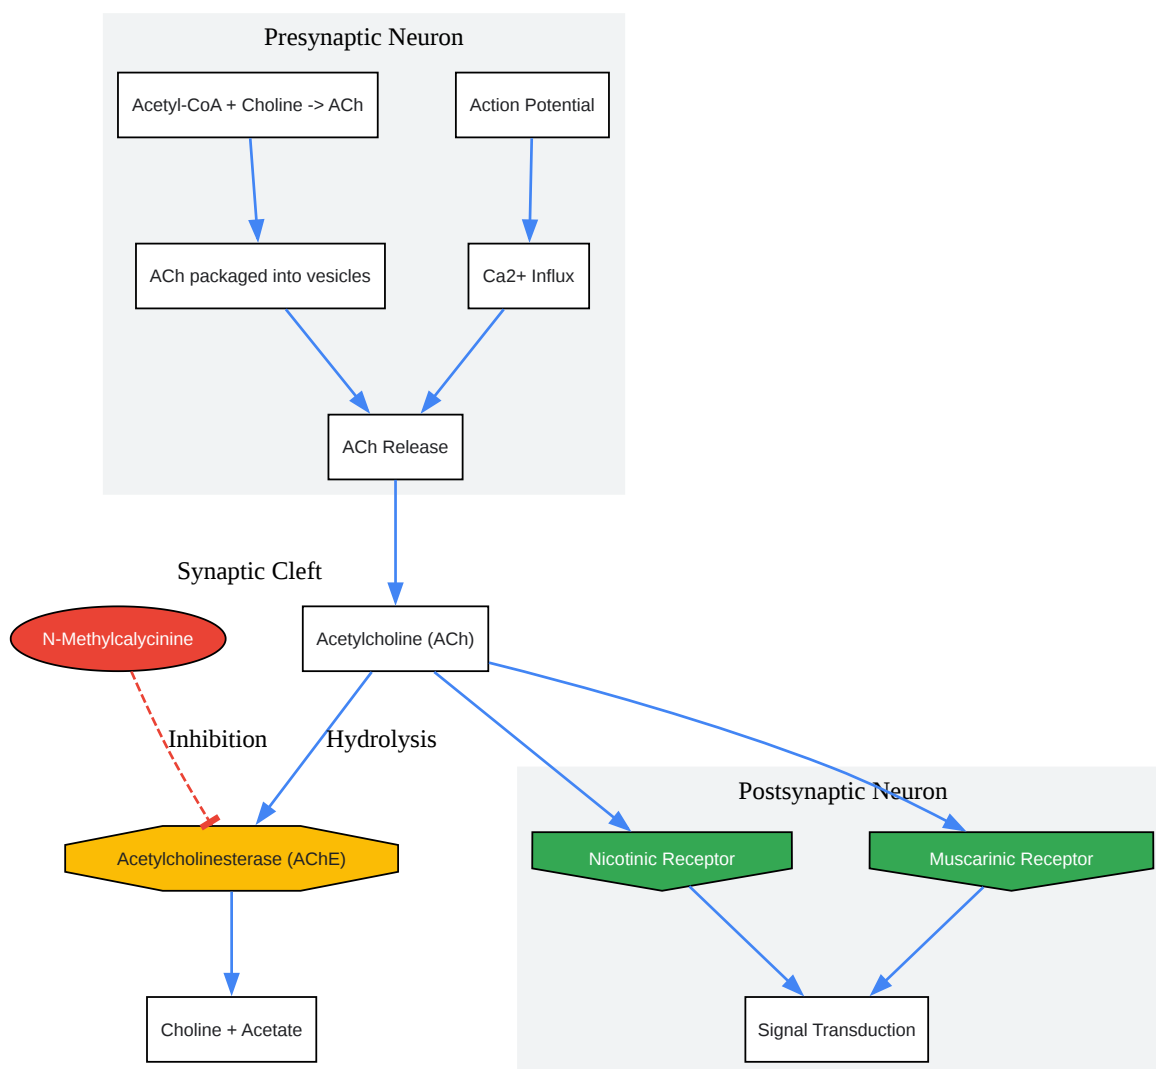 Presynaptic Neuron
Acetyl-CoA + Choline -> ACh
Action Potential
ACh packaged into vesicles
Ca2+ Influx
ACh Release
Synaptic Cleft
N-Methylcalycinine
Acetylcholine (ACh)
Inhibition
Hydrolysis
Postsynaptic Neuron
Acetylcholinesterase (AChE)
Nicotinic Receptor
Muscarinic Receptor
Choline + Acetate
Signal Transduction